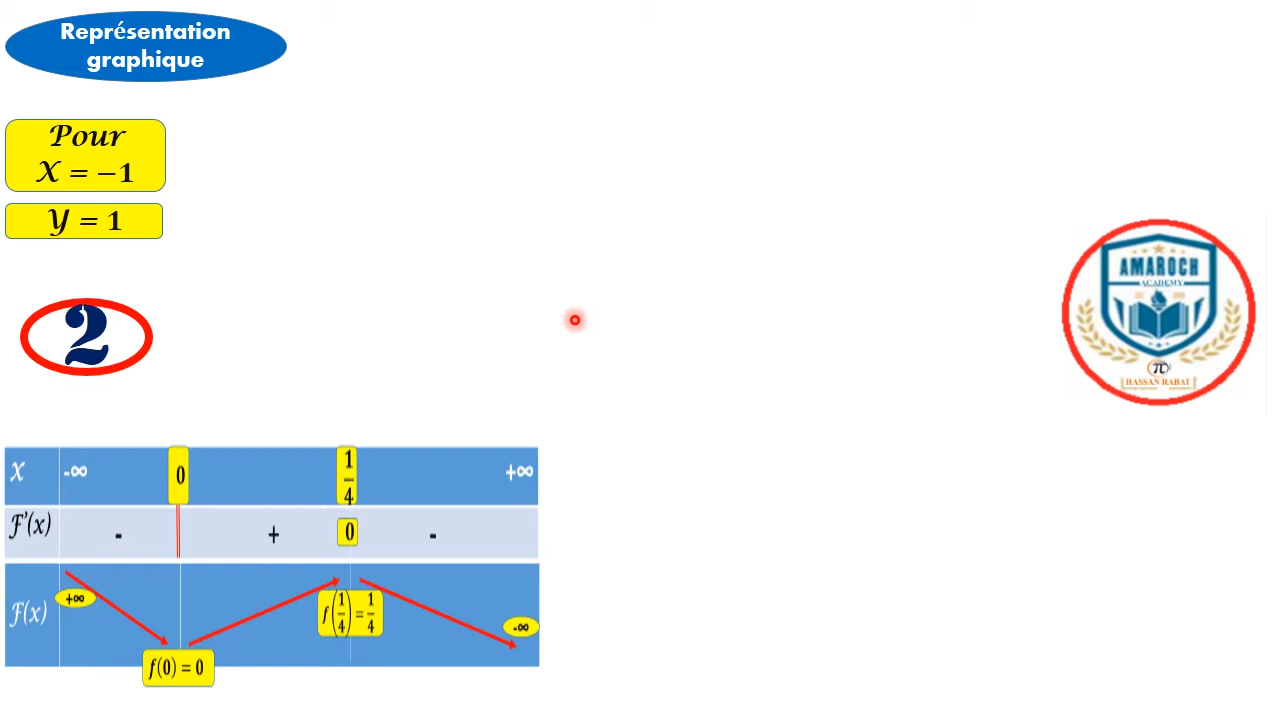 Représentation
graphique
Pour
X = −1
Y = 1
2
AMAROCH
ACADEMY
π
HASSAN RABAT
x -∞ 0 1/4 +∞
F'(x) - + 0 -
F(x) +∞ f(0) = 0 f(1/4) = 1/4 -∞